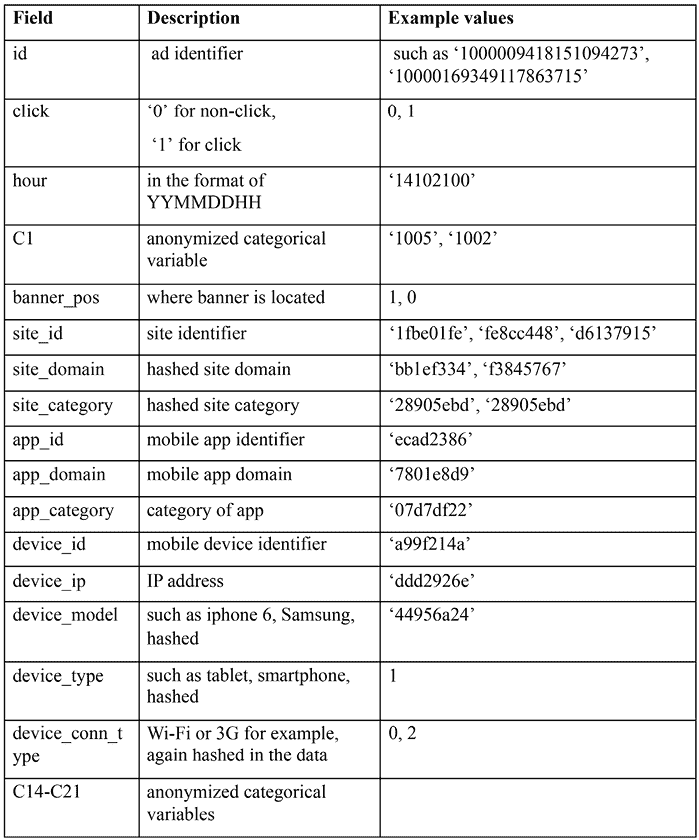 Field Description Example values
id ad identifier such as ‘1000009418151094273’,
‘10000169349117863715’
click ‘0’ for non-click, 0, 1
‘1’ for click
hour in the format of ‘14102100’
YYMMDDHH
C1 anonymized categorical ‘1005’, ‘1002’
variable
banner_pos where banner is located 1, 0
site_id site identifier ‘1fbe01fe’, ‘fe8cc448’, ‘d6137915’
site_domain hashed site domain ‘bb1ef334’, ‘f3845767’
site_category hashed site category ‘28905ebd’, ‘28905ebd’
app_id mobile app identifier ‘ecad2386’
app_domain mobile app domain ‘7801e8d9’
app_category category of app ‘07d7df22’
device_id mobile device identifier ‘a99f214a’
device_ip IP address ‘ddd2926e’
device_model such as iphone 6, Samsung, ‘44956a24’
hashed
device_type such as tablet, smartphone, 1
hashed
device_conn_t Wi-Fi or 3G for example, 0, 2
ype again hashed in the data
C14-C21 anonymized categorical
variables